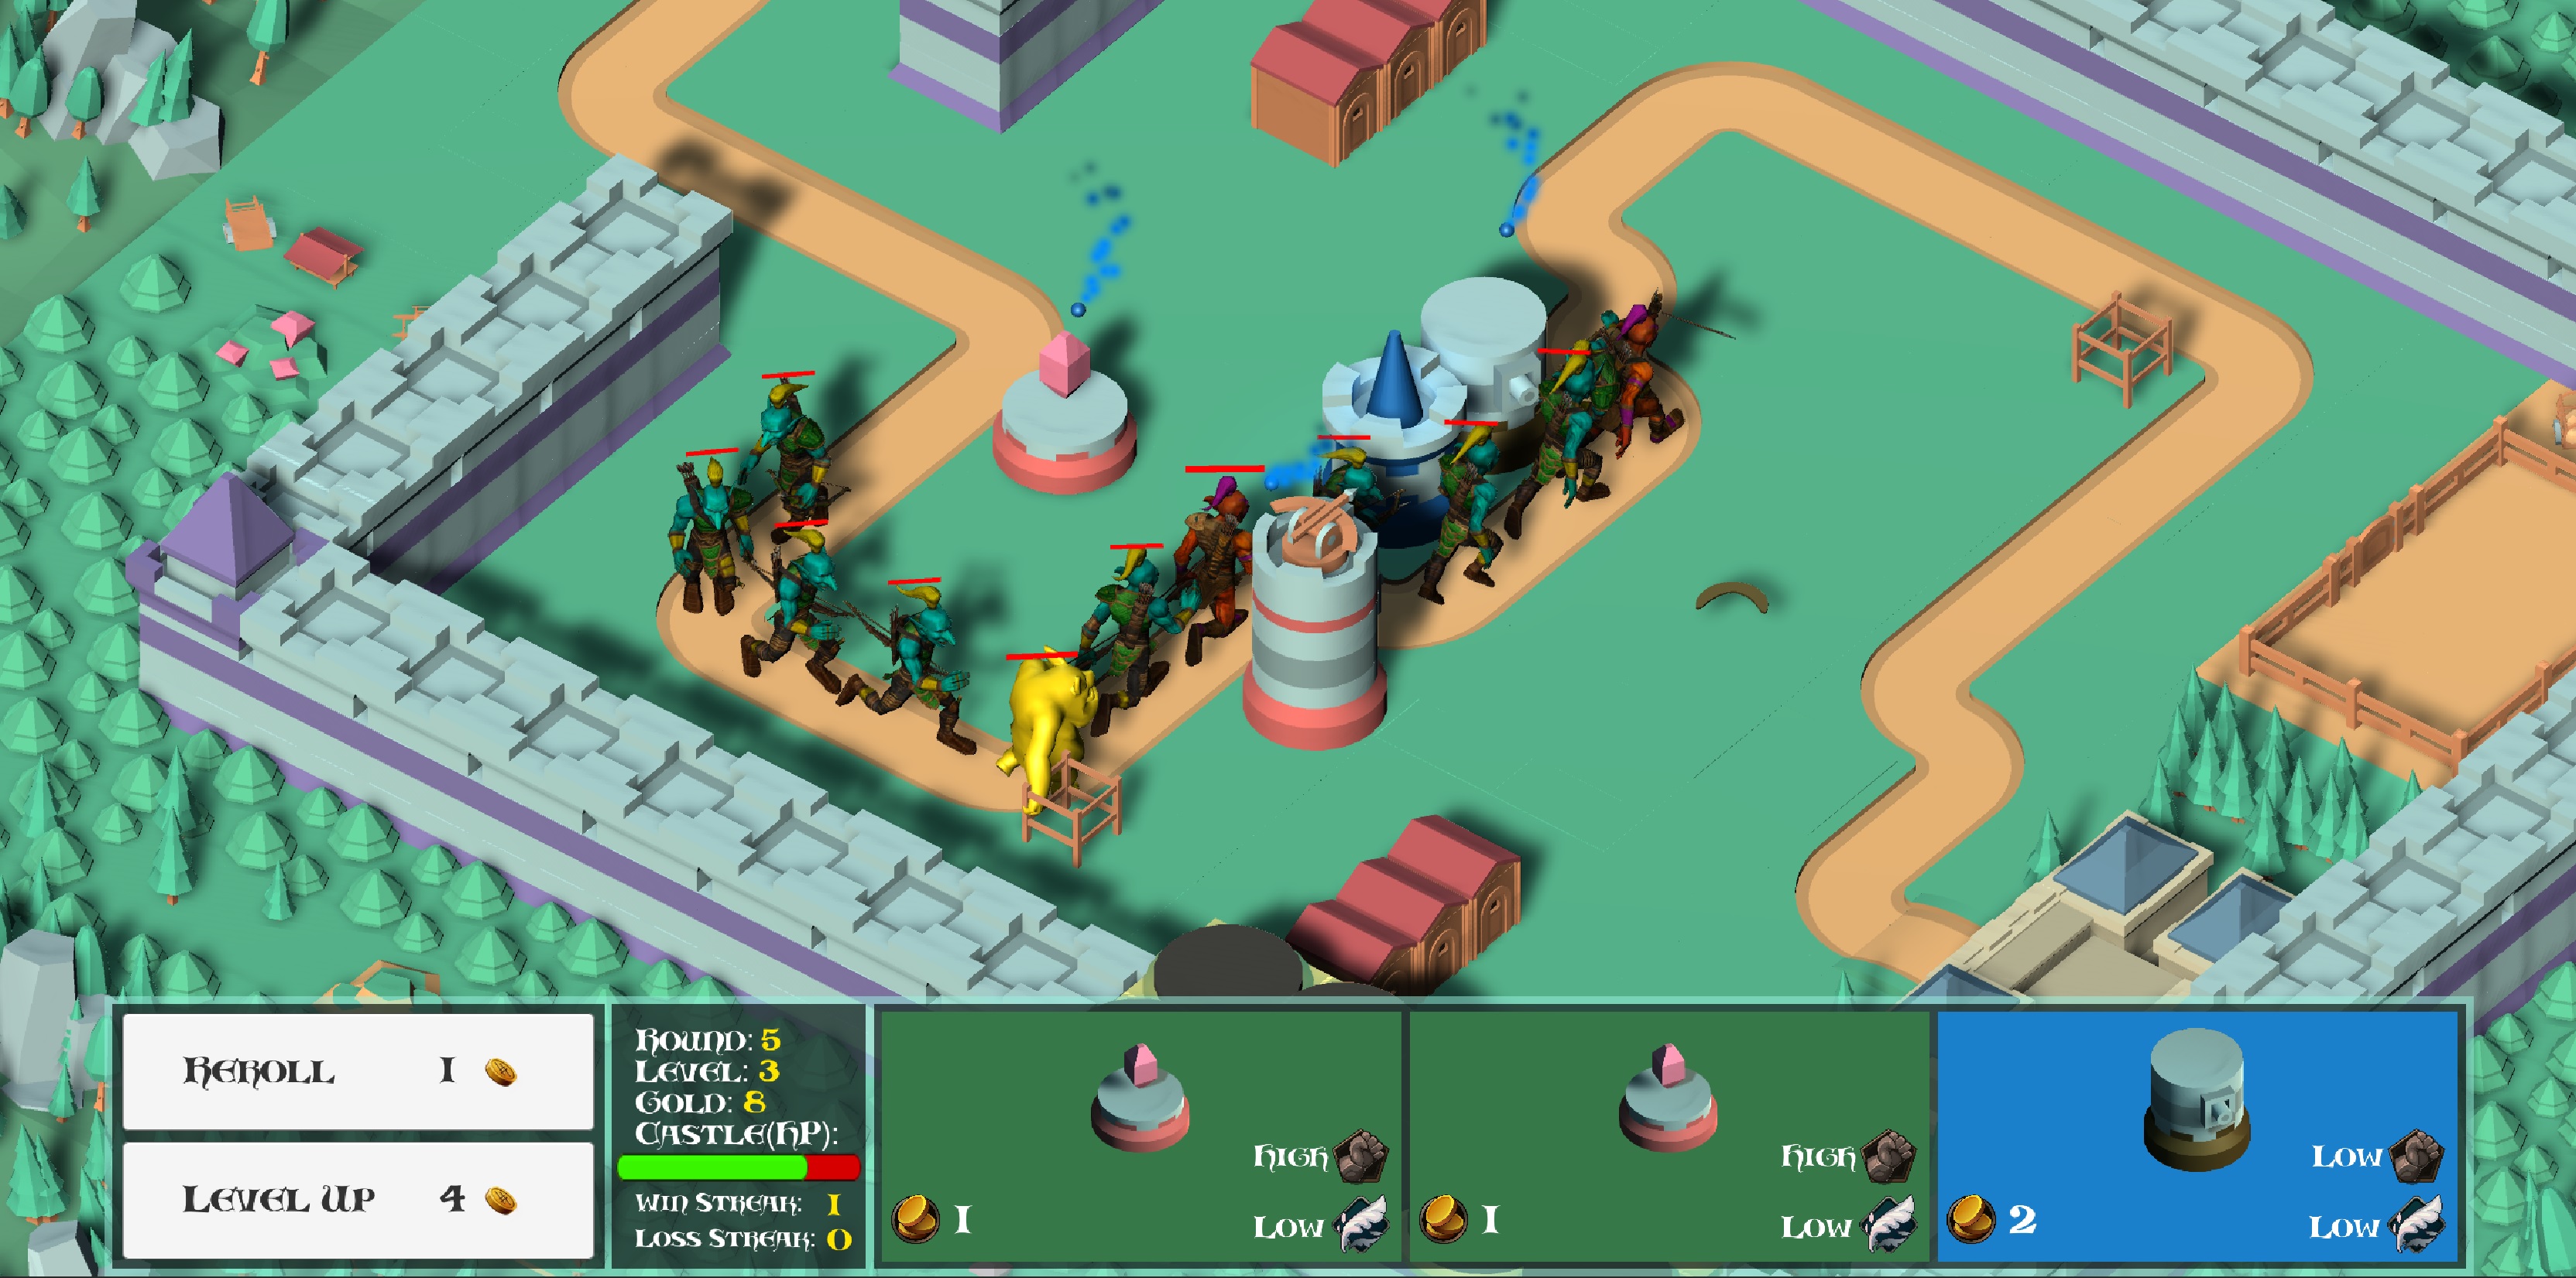 Reroll 1
Level Up 4
Round: 5
Level: 3
Gold: 8
Castle(HP):
Win Streak: 1
Loss Streak: 0
High
1 Low
High
1 Low
Low
2 Low